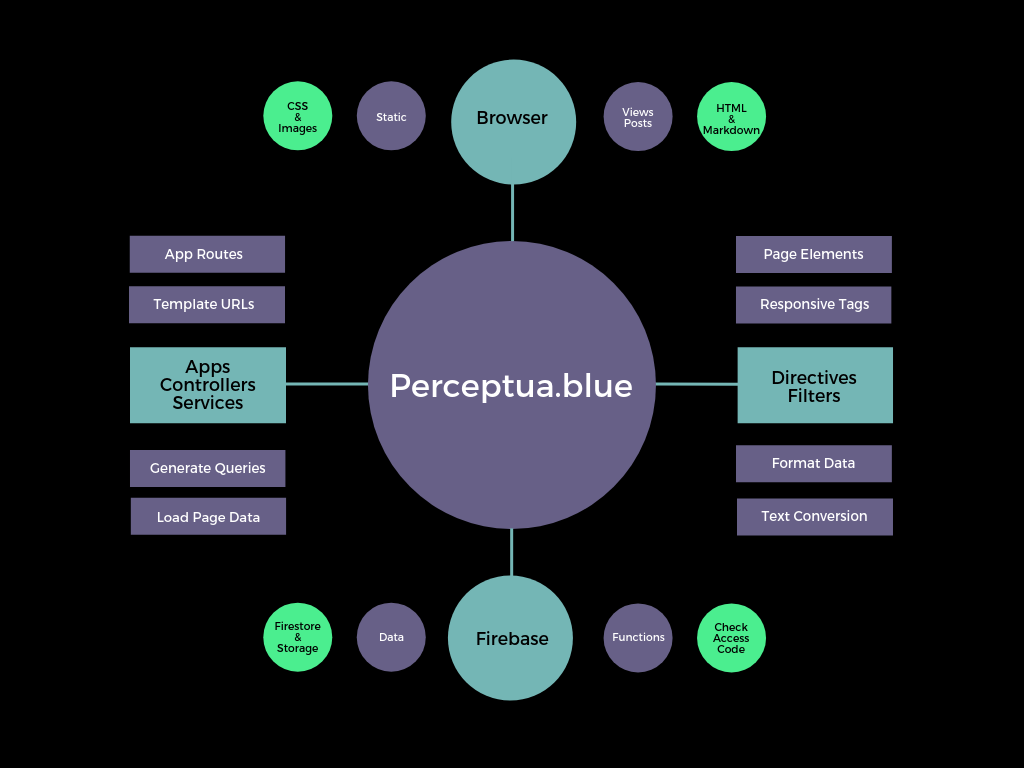 CSS
&
Images
Static
Browser
Views
Posts
HTML
&
Markdown
App Routes
Template URLs
Apps
Controllers
Services
Generate Queries
Load Page Data
Perceptua.blue
Page Elements
Responsive Tags
Directives
Filters
Format Data
Text Conversion
Firestore
&
Storage
Data
Firebase
Functions
Check
Access
Code